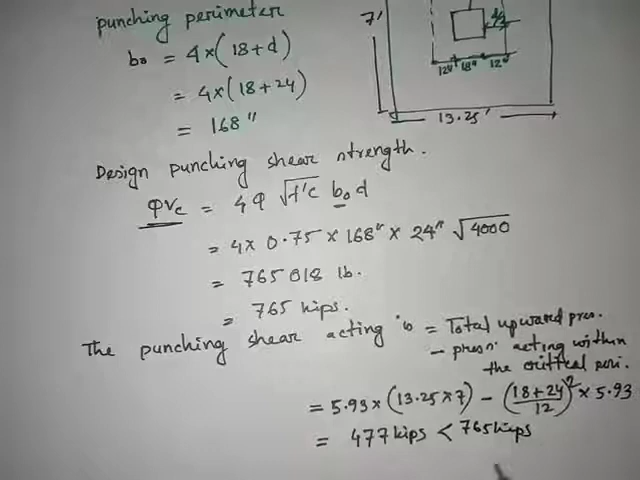 punching perimeter
b₀ = 4×(18+d)
= 4×(18+24)
= 168"
7'
d/2
12" 18" 12"
13.25'
Design punching shear strength.
φVc = 4φ √f'c b₀d
= 4× 0.75 × 168" × 24" √4000
= 765 018 lb.
= 765 kips.
The punching shear acting is = Total upward pres.
- presn acting within
the critical peri.
= 5.93 × (13.25×7) - ((18+24)/12)² × 5.93
= 477 kips < 765 kips